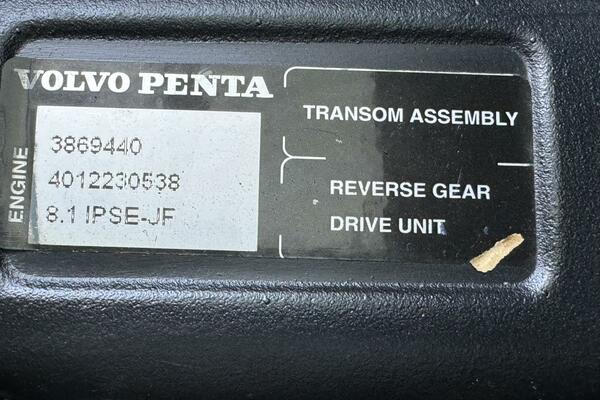 VOLVO PENTA
ENGINE
3869440
4012230538
8.1 IPSE-JF
TRANSOM ASSEMBLY
REVERSE GEAR
DRIVE UNIT